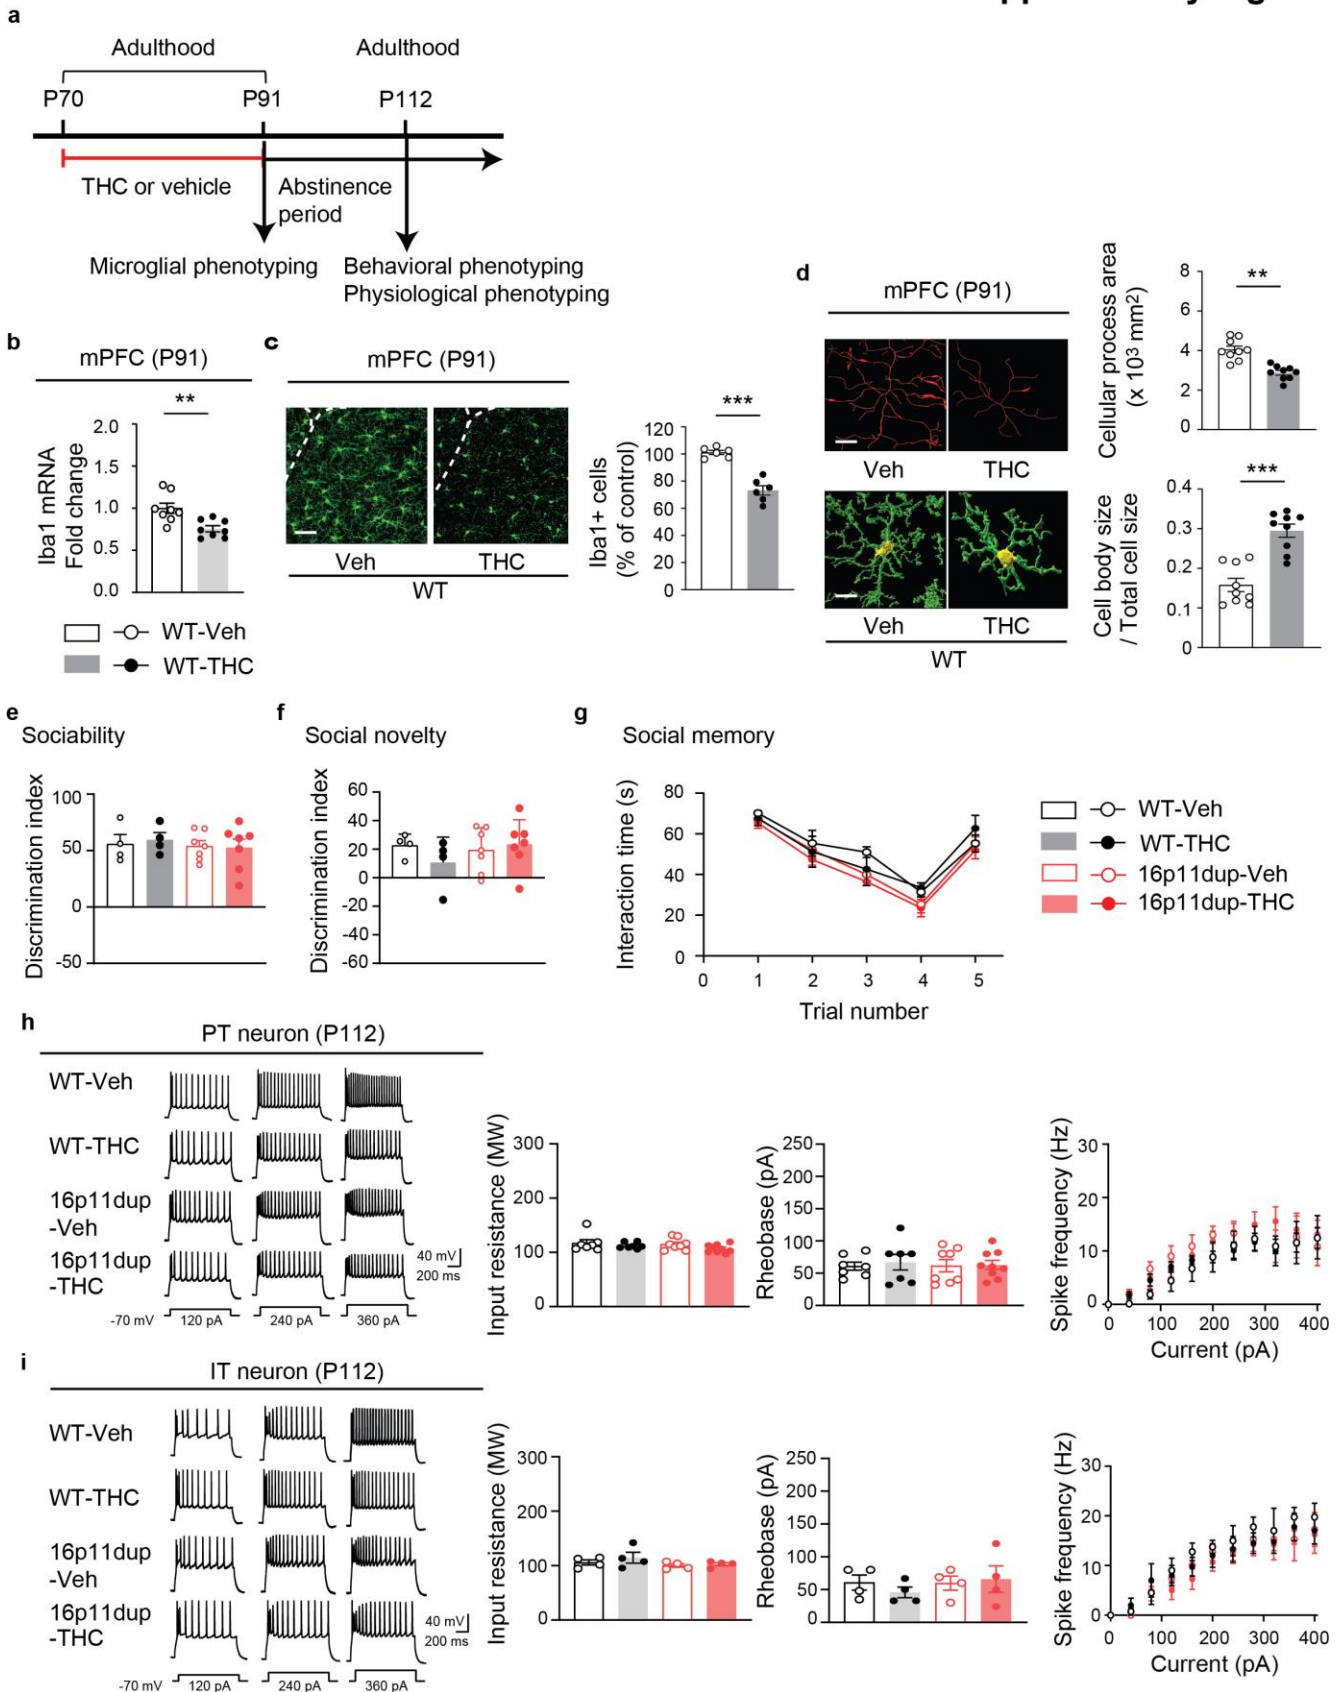 a
Adulthood
Adulthood
P70
P91
P112
THC or vehicle
Abstinence
period
Microglial phenotyping
Behavioral phenotyping
Physiological phenotyping
b
mPFC (P91)
**
Iba1 mRNA
Fold change
2.0
1.5
1.0
0.5
0.0
WT-Veh
WT-THC
c
mPFC (P91)
Veh
THC
WT
***
Iba1+ cells
(% of control)
120
100
80
60
40
20
0
d
mPFC (P91)
Veh
THC
Veh
THC
WT
**
Cellular process area
(x 10³ mm²)
8
6
4
2
0
***
Cell body size
/ Total cell size
0.4
0.3
0.2
0.1
0
e
Sociability
Discrimination index
100
50
0
-50
f
Social novelty
Discrimination index
60
40
20
0
-20
-40
-60
g
Social memory
Interaction time (s)
80
60
40
20
0
0 1 2 3 4 5
Trial number
WT-Veh
WT-THC
16p11dup-Veh
16p11dup-THC
h
PT neuron (P112)
WT-Veh
WT-THC
16p11dup
-Veh
16p11dup
-THC
40 mV
200 ms
-70 mV
120 pA
240 pA
360 pA
Input resistance (MW)
300
200
100
0
Rheobase (pA)
250
200
150
100
50
0
Spike frequency (Hz)
30
20
10
0
0 100 200 300 400
Current (pA)
i
IT neuron (P112)
WT-Veh
WT-THC
16p11dup
-Veh
16p11dup
-THC
40 mV
200 ms
-70 mV
120 pA
240 pA
360 pA
Input resistance (MW)
300
200
100
0
Rheobase (pA)
250
200
150
100
50
0
Spike frequency (Hz)
30
20
10
0
0 100 200 300 400
Current (pA)